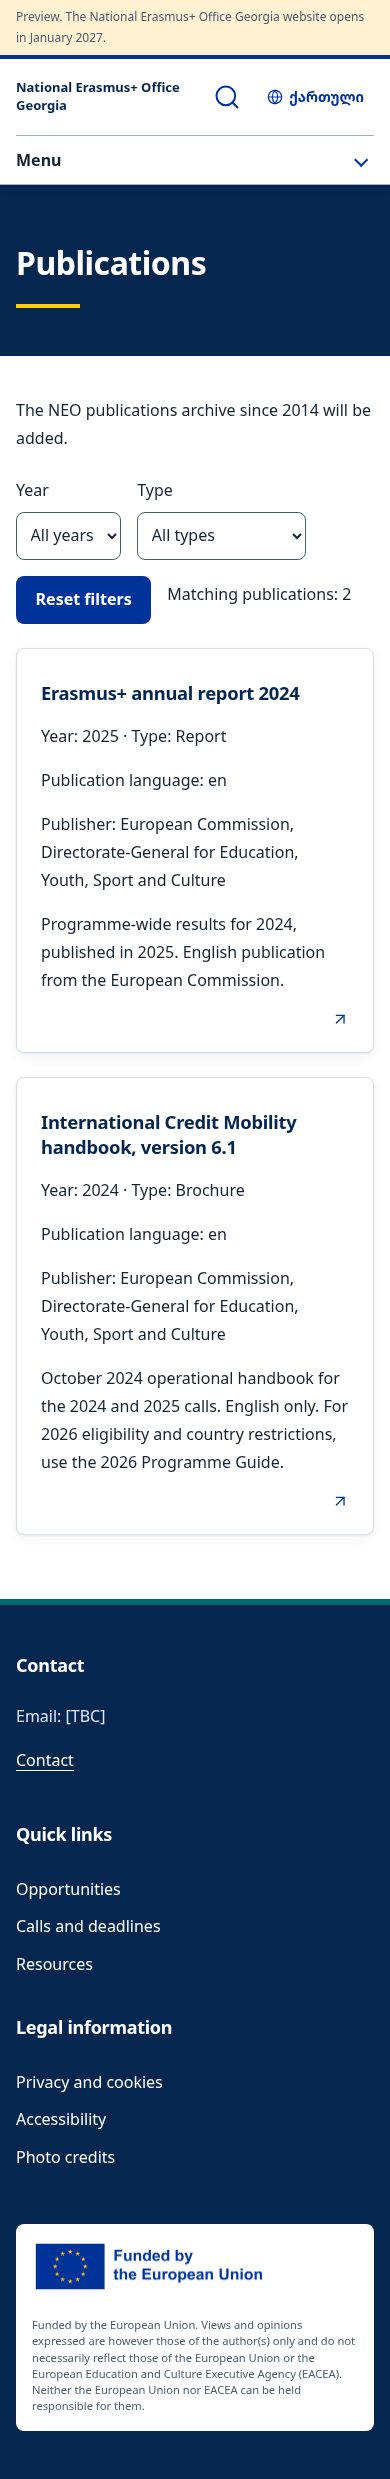 Preview. The National Erasmus+ Office Georgia website opens
in January 2027.
National Erasmus+ Office
Georgia
ქართული
Menu
Publications
The NEO publications archive since 2014 will be
added.
Year
Type
All years
All types
Reset filters
Matching publications: 2
Erasmus+ annual report 2024
Year: 2025 · Type: Report
Publication language: en
Publisher: European Commission,
Directorate-General for Education,
Youth, Sport and Culture
Programme-wide results for 2024,
published in 2025. English publication
from the European Commission.
International Credit Mobility
handbook, version 6.1
Year: 2024 · Type: Brochure
Publication language: en
Publisher: European Commission,
Directorate-General for Education,
Youth, Sport and Culture
October 2024 operational handbook for
the 2024 and 2025 calls. English only. For
2026 eligibility and country restrictions,
use the 2026 Programme Guide.
Contact
Email: [TBC]
Contact
Quick links
Opportunities
Calls and deadlines
Resources
Legal information
Privacy and cookies
Accessibility
Photo credits
Funded by
the European Union
Funded by the European Union. Views and opinions
expressed are however those of the author(s) only and do not
necessarily reflect those of the European Union or the
European Education and Culture Executive Agency (EACEA).
Neither the European Union nor EACEA can be held
responsible for them.